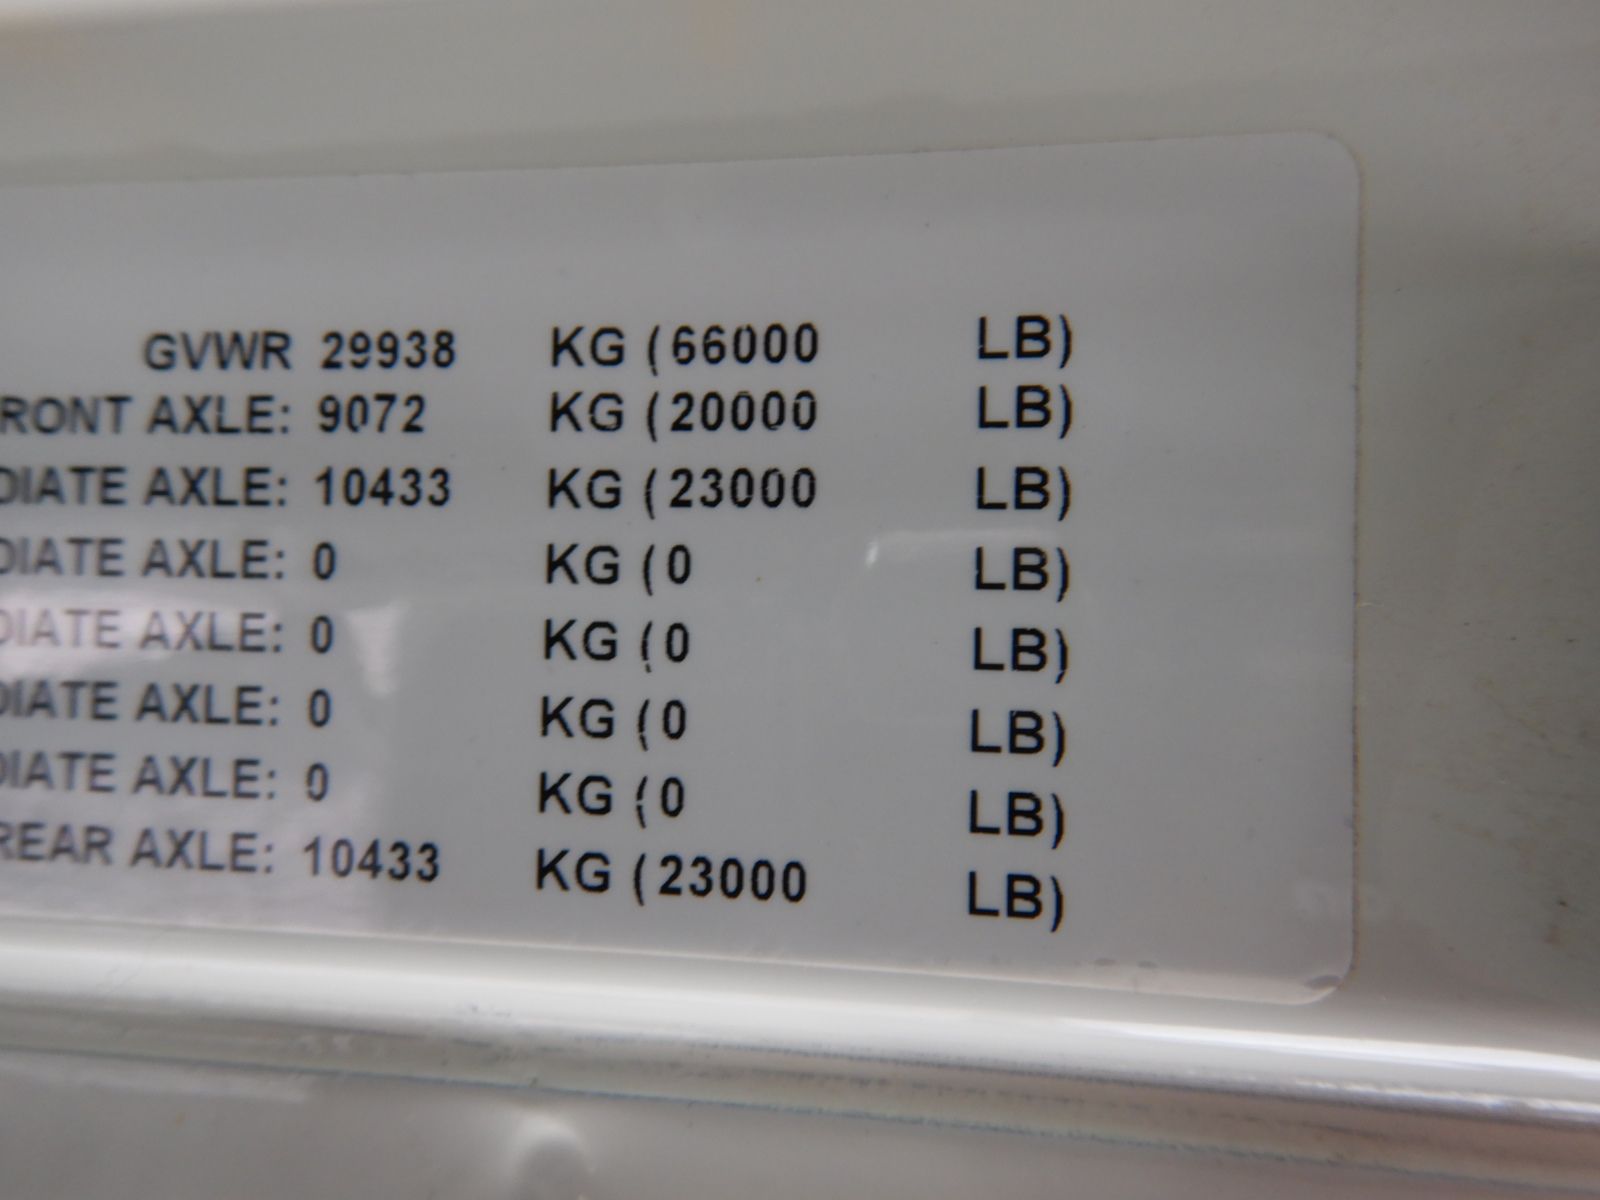 GVWR 29938 KG (66000 LB)
RONT AXLE: 9072 KG (20000 LB)
DIATE AXLE: 10433 KG (23000 LB)
DIATE AXLE: 0 KG (0 LB)
DIATE AXLE: 0 KG (0 LB)
DIATE AXLE: 0 KG (0 LB)
DIATE AXLE: 0 KG (0 LB)
REAR AXLE: 10433 KG (23000 LB)